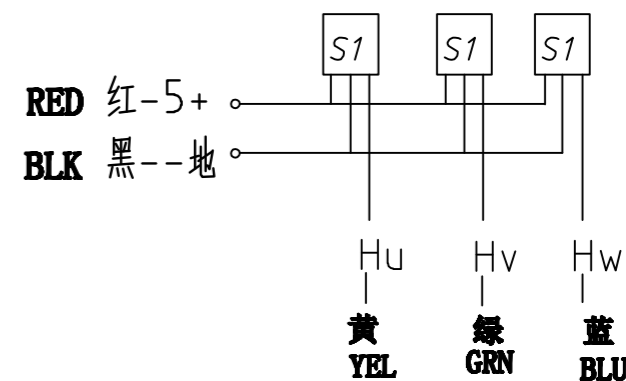 S1 S1 S1
RED 红-5+
BLK 黑--地
Hu Hv Hw
黄 绿 蓝
YEL GRN BLU